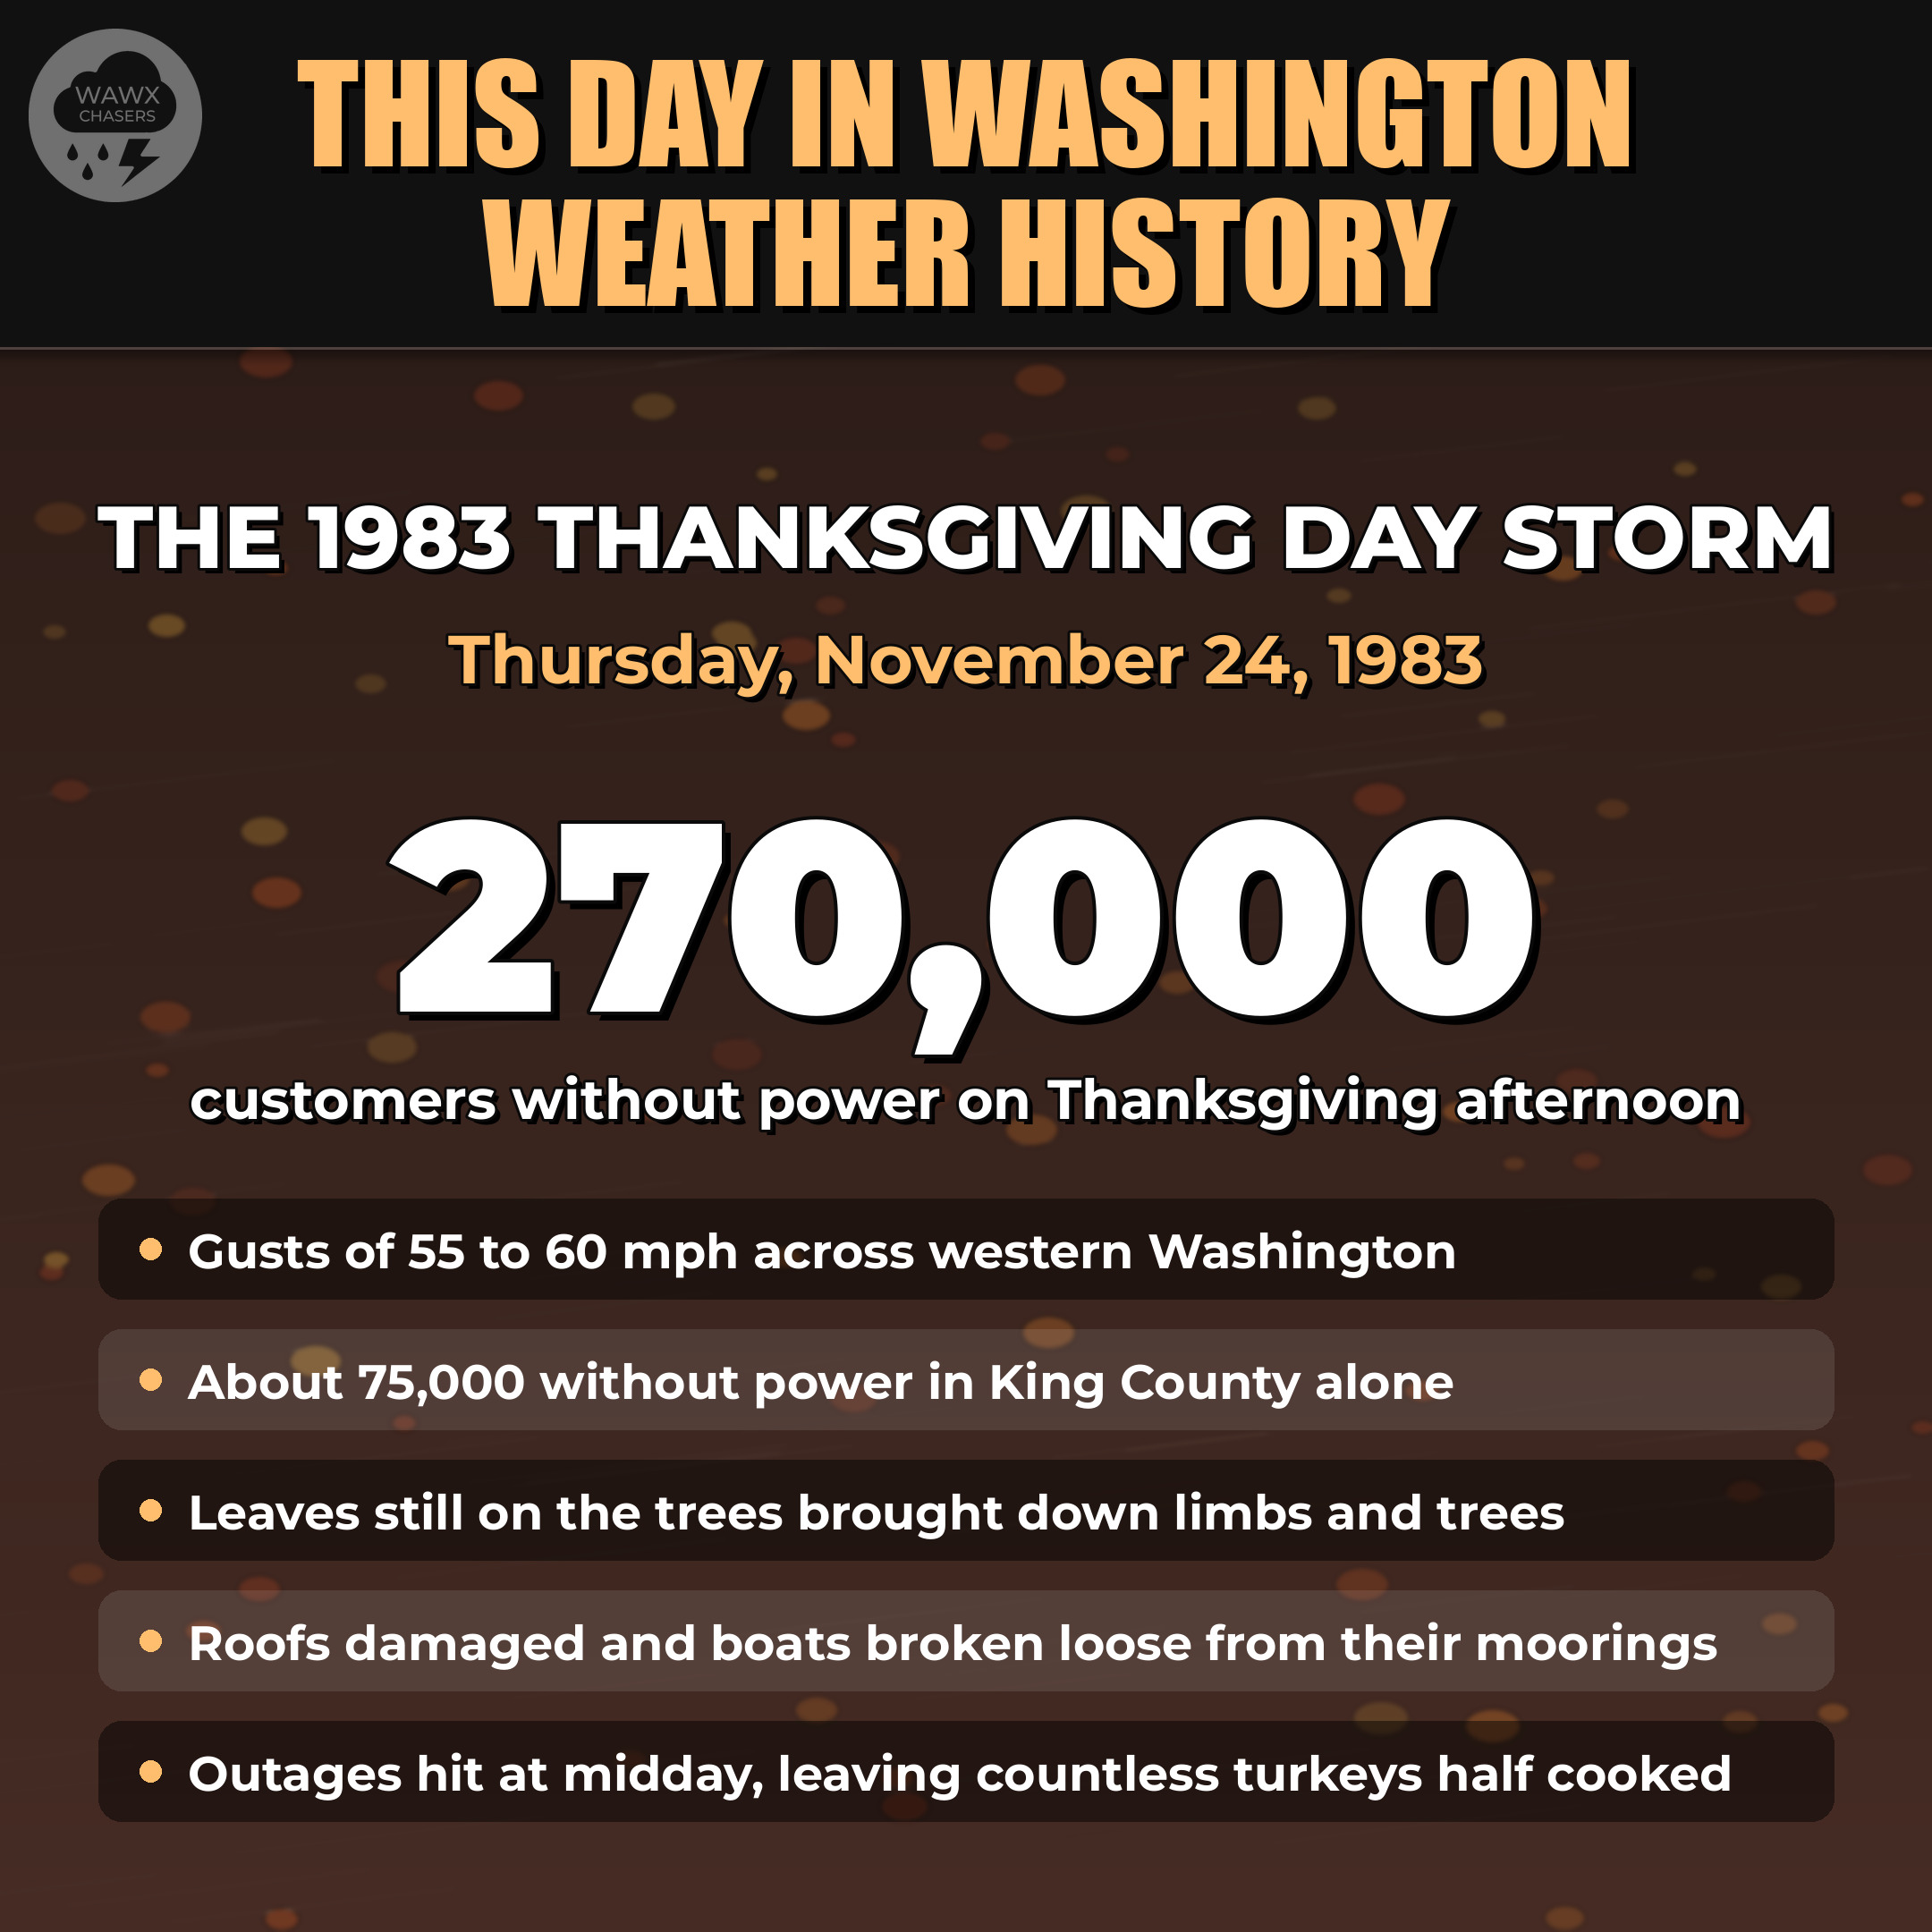 WAWX
CHASERS
THIS DAY IN WASHINGTON
WEATHER HISTORY
THE 1983 THANKSGIVING DAY STORM
Thursday, November 24, 1983
270,000
customers without power on Thanksgiving afternoon
Gusts of 55 to 60 mph across western Washington
About 75,000 without power in King County alone
Leaves still on the trees brought down limbs and trees
Roofs damaged and boats broken loose from their moorings
Outages hit at midday, leaving countless turkeys half cooked